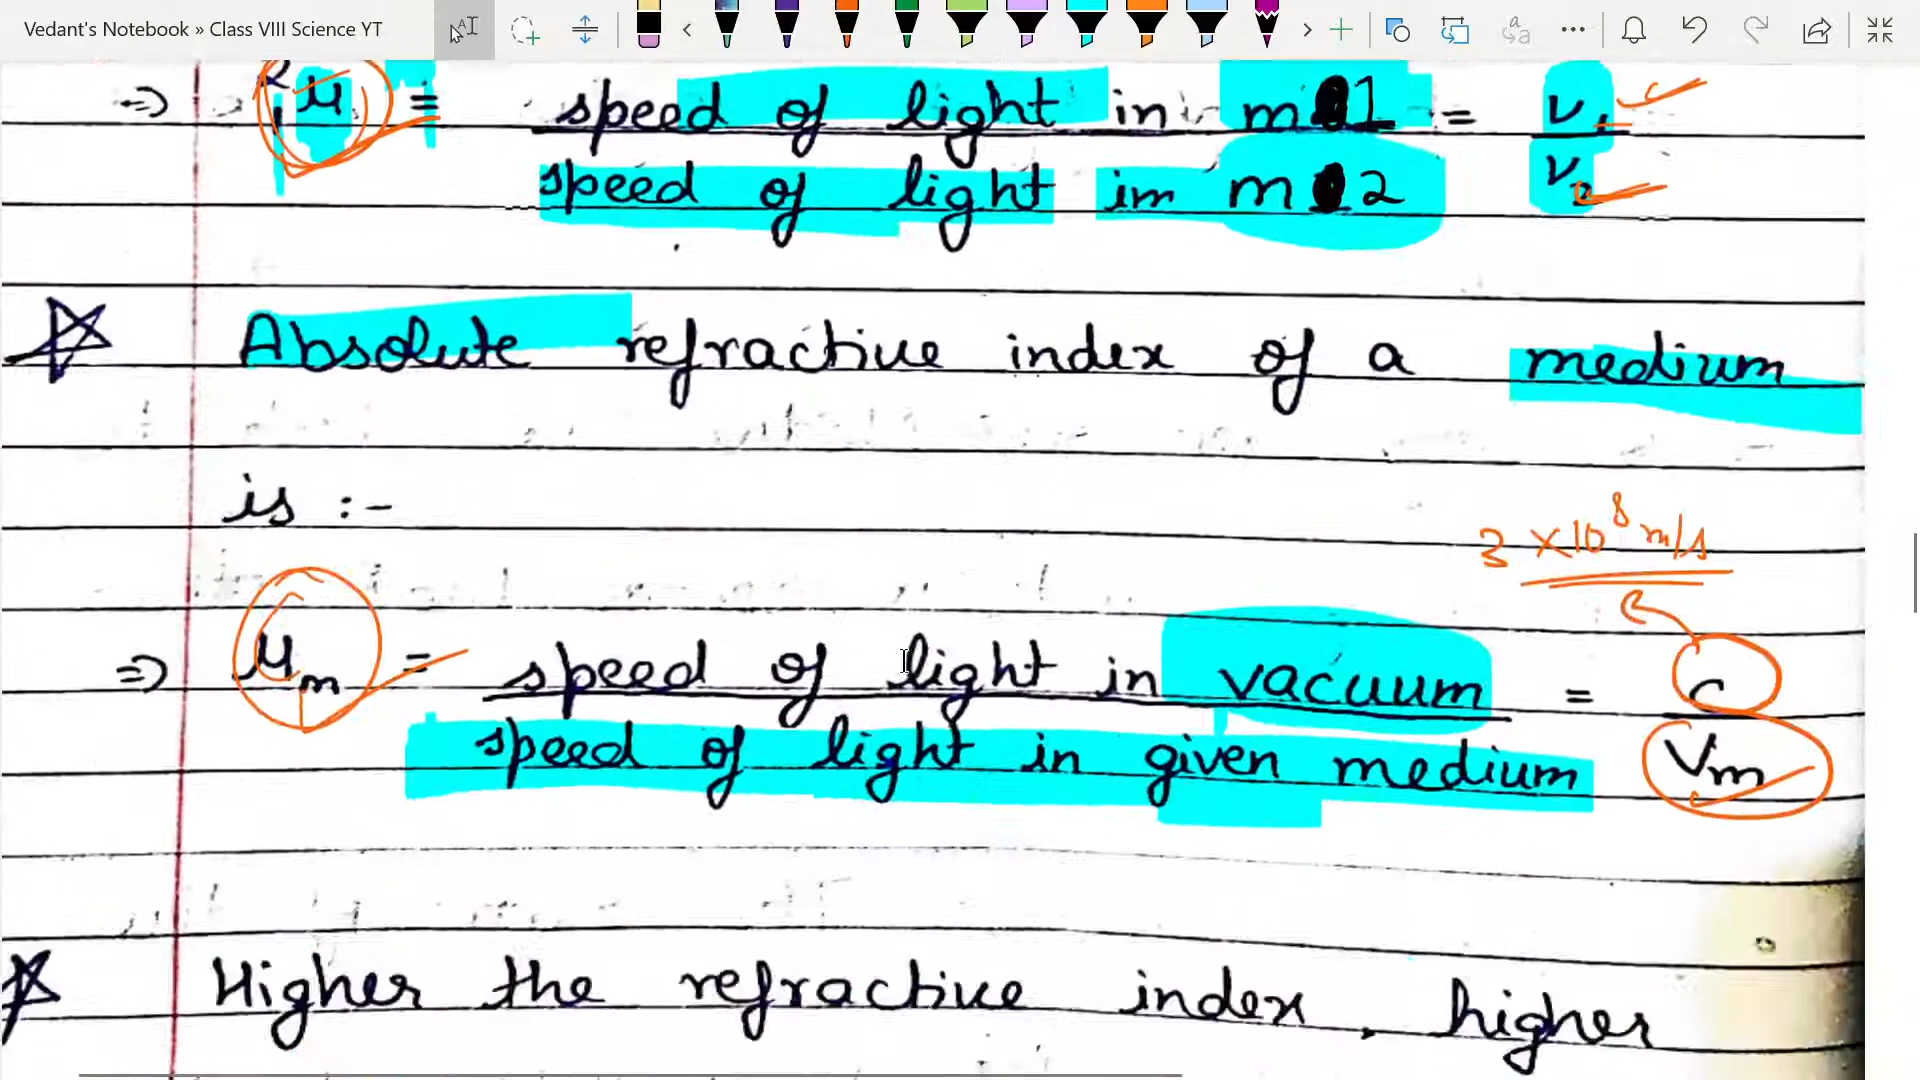 Vedant's Notebook » Class VIII Science YT
⇒ ₁²μ = speed of light in m1 = v₁
speed of light im m2 v₂
Absolute refractive index of a medium
is :-
3 × 10⁸ m/s
⇒ μₘ = speed of light in vacuum = c
speed of light in given medium Vₘ
Higher the refractive index, higher